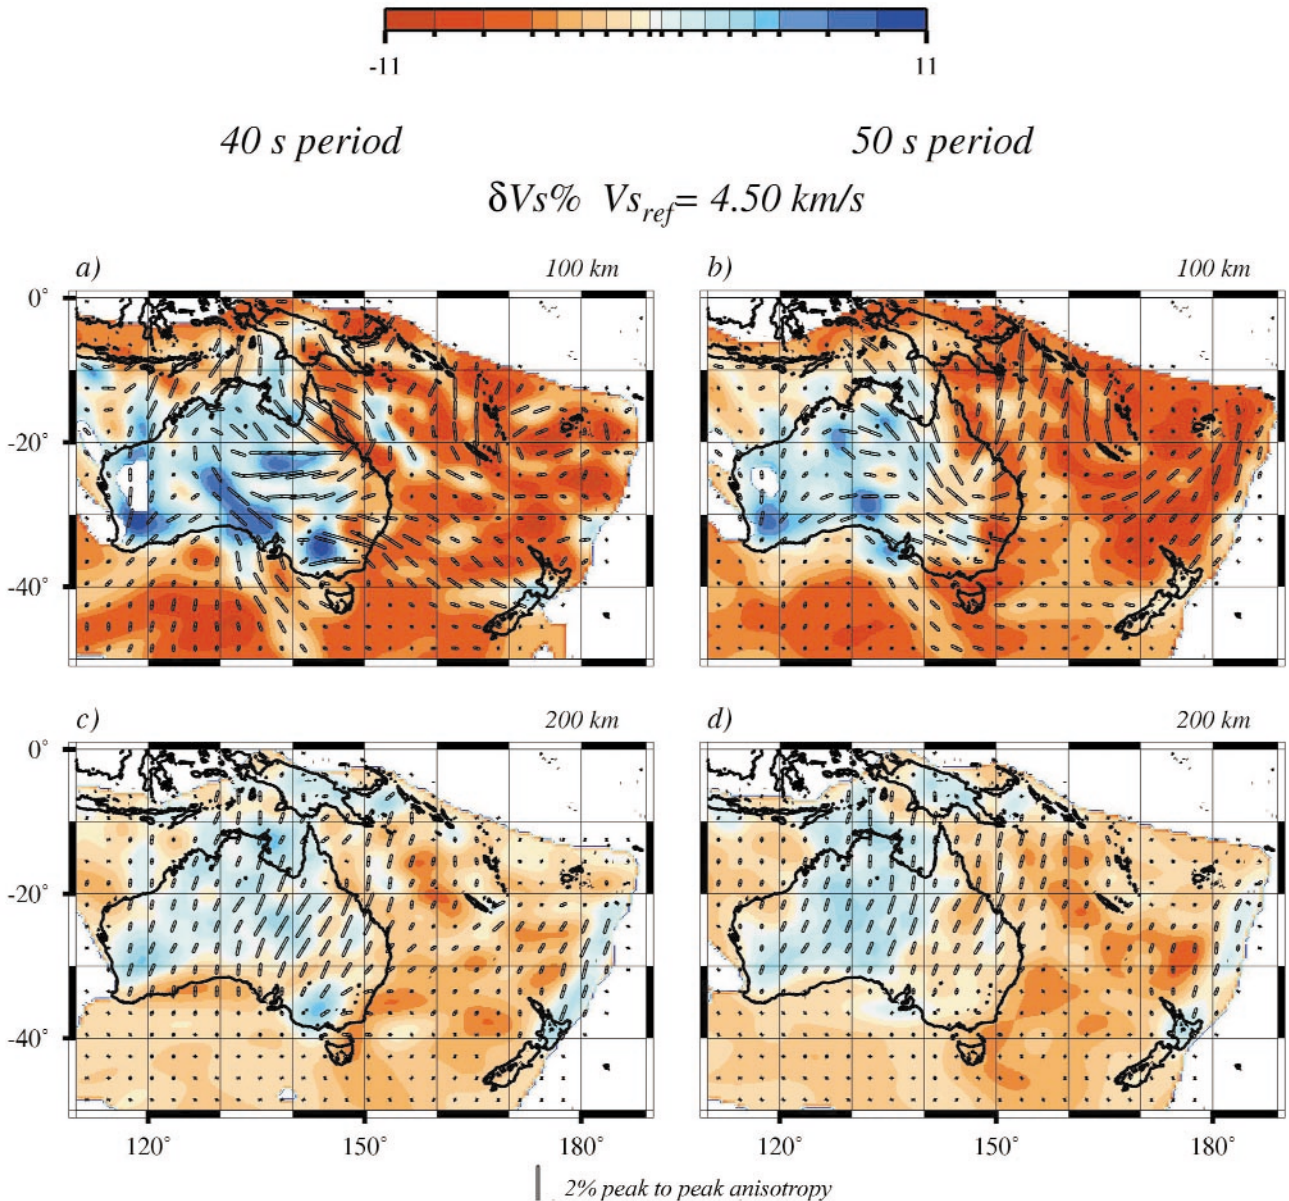 -11 11
40 s period 50 s period
δVs% Vsref= 4.50 km/s
a) 100 km b) 100 km
0°
-20°
-40°
c) 200 km d) 200 km
0°
-20°
-40°
120° 150° 180° 120° 150° 180°
2% peak to peak anisotropy